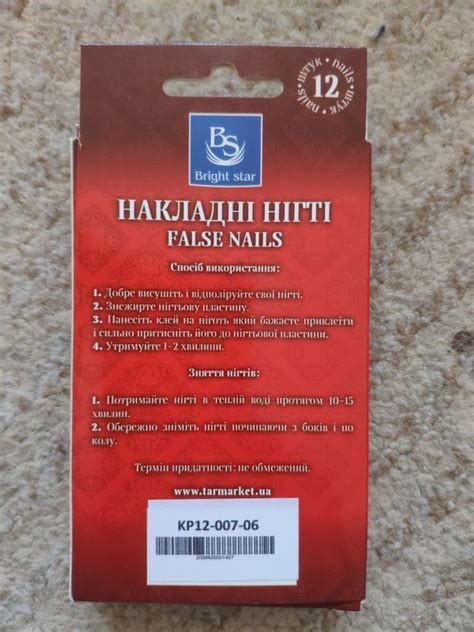 nails • штук • nails • штук •
12
BS
Bright star
НАКЛАДНІ НІГТІ
FALSE NAILS
Спосіб використання:
1. Добре висушіть і відполіруйте свої нігті.
2. Знежирте нігтьову пластину.
3. Нанесіть клей на ніготь який бажаєте приклеїти
і сильно притисніть його до нігтьової пластини.
4. Утримуйте 1-2 хвилини.
Зняття нігтів:
1. Потримайте нігті в теплій воді протягом 10-15
хвилин.
2. Обережно зніміть нігті починаючи з боків і по
колу.
Термін придатності: не обмежений.
www.tarmarket.ua
КР12-007-06